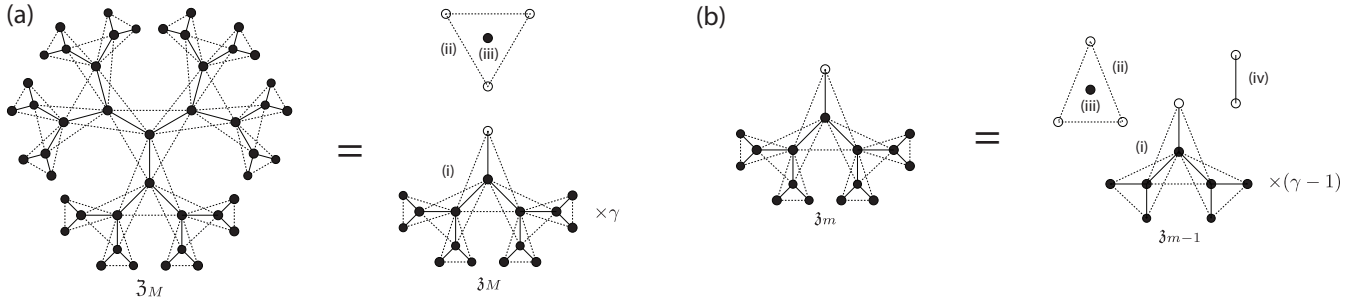 (a)
(ii)
(iii)
(i)
=
×γ
ℨM
𝔷M
(b)
(ii)
(iii)
(iv)
(i)
=
×(γ − 1)
𝔷m
𝔷m−1